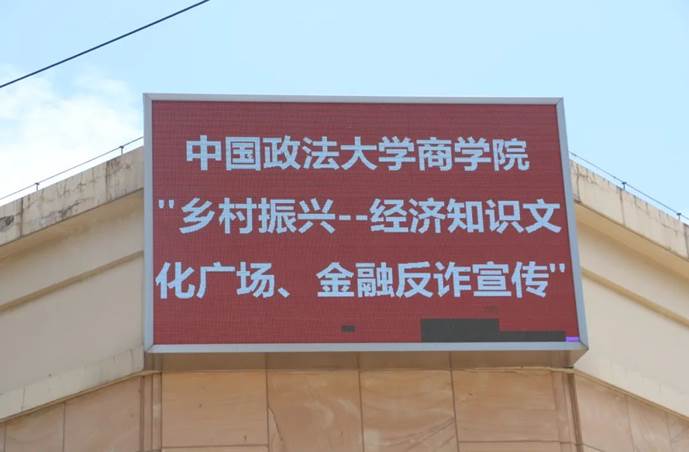 中国政法大学商学院
"乡村振兴--经济知识文
化广场、金融反诈宣传"